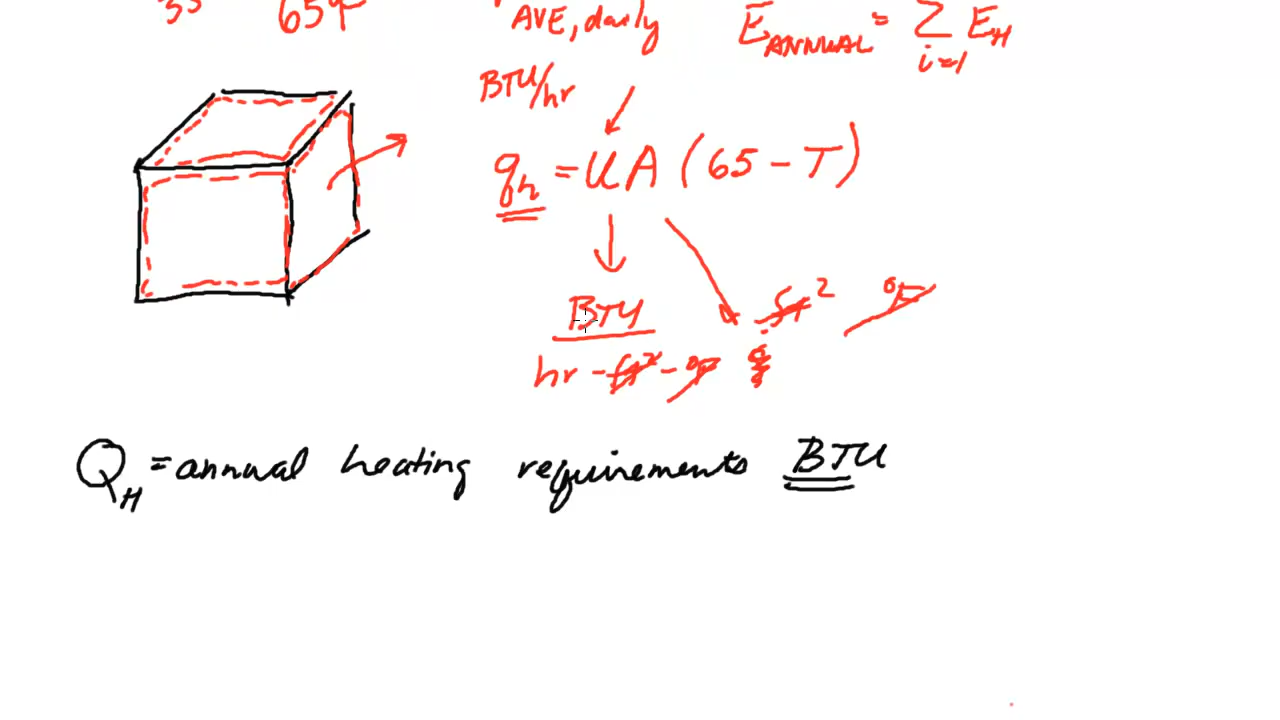 35 65°F
AVE, daily
E_ANNUAL = Σ E_H
i=1
BTU/hr
q_h = UA (65 - T)
BTU ft² °F
hr - ft² - °F
Q_H = annual heating requirements BTU